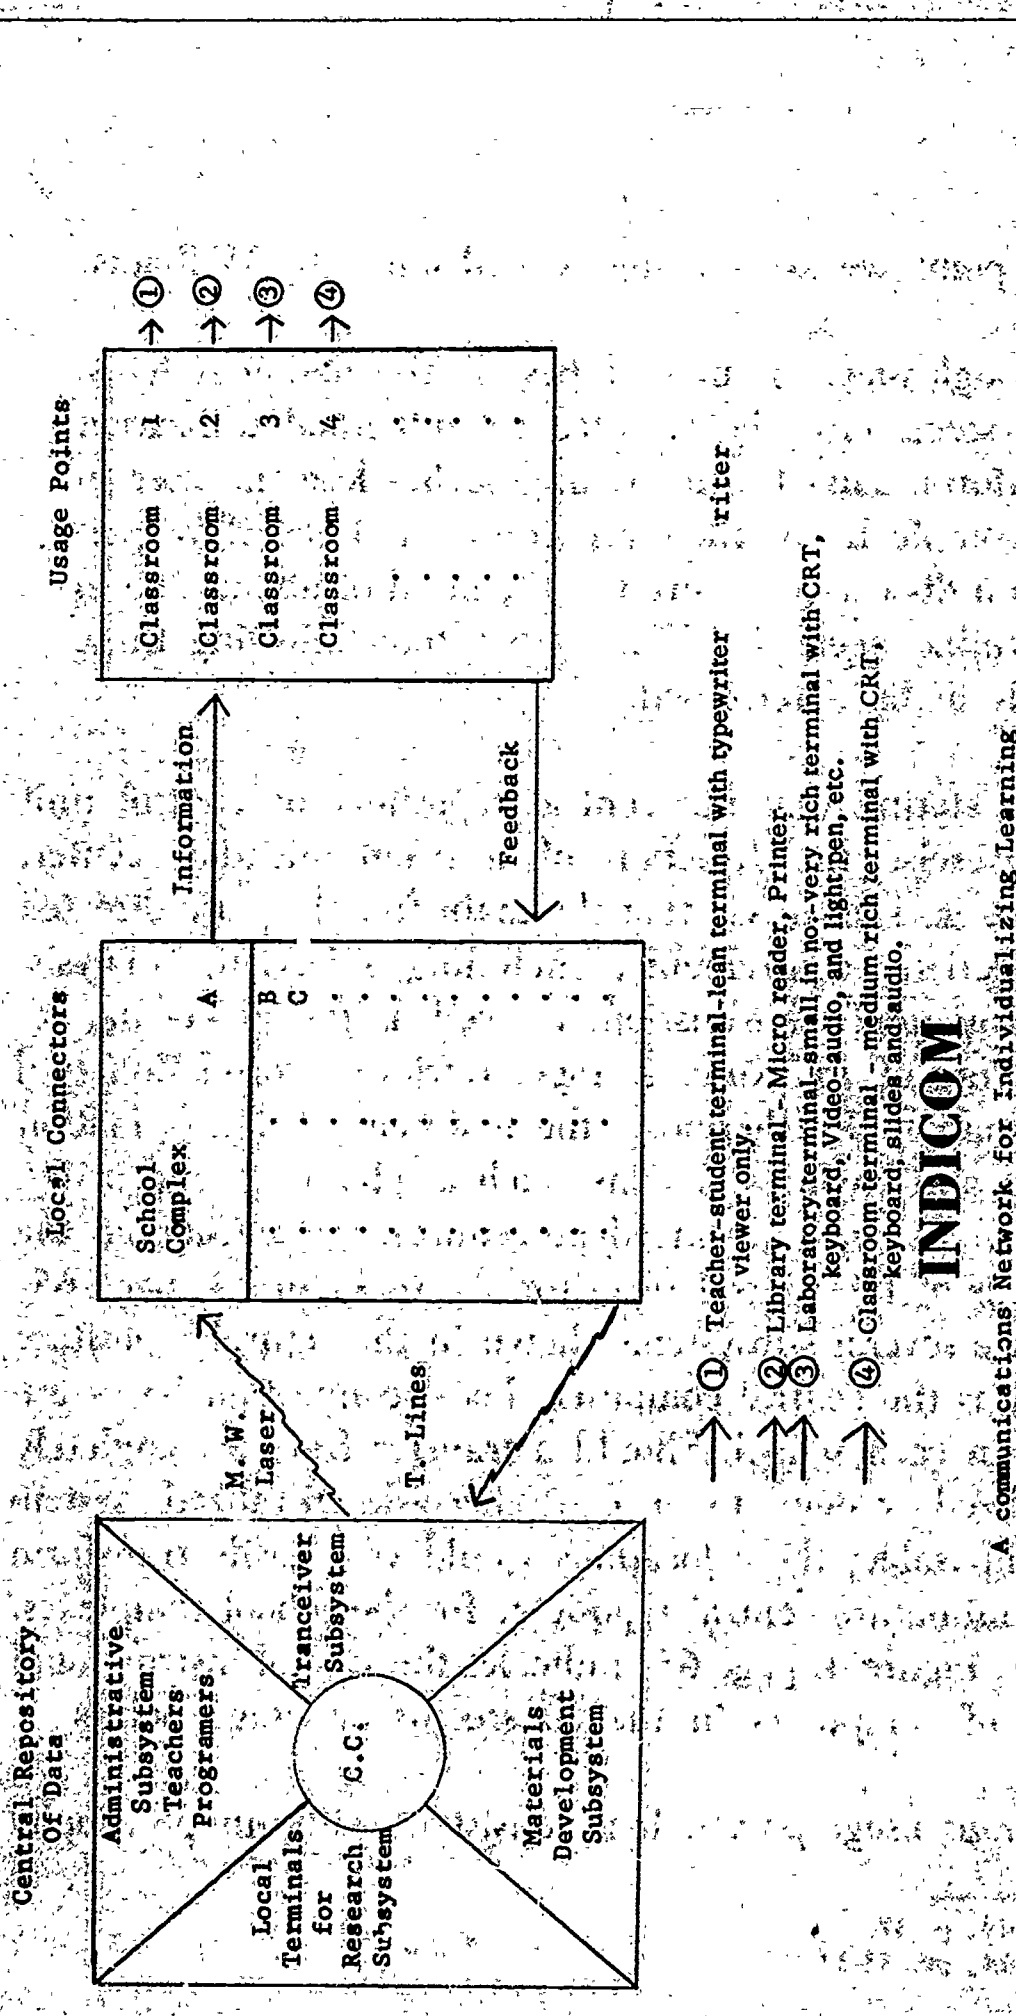 Central Repository
Of Data
Administrative
Subsystem
Teachers
Programers
Local
Terminals
for
Research
Subsystem
C.C.
Tranceiver
Subsystem
Materials
Development
Subsystem
M. W.
Laser
T. Lines
Local Connectors
School
Complex
A
B
C
Information
Feedback
Usage Points
Classroom 1 → ①
Classroom 2 → ②
Classroom 3 → ③
Classroom 4 → ④
→ ① Teacher-student terminal-lean terminal with typewriter riter
viewer only.
→ ② Library terminal - Micro reader, Printer
→ ③ Laboratory terminal-small in no.-very rich terminal with CRT,
keyboard, Video-audio, and light pen, etc.
→ ④ Classroom terminal - medium rich terminal with CRT,
keyboard, slides and audio.
INDICOM
A communications Network for Individualizing Learning